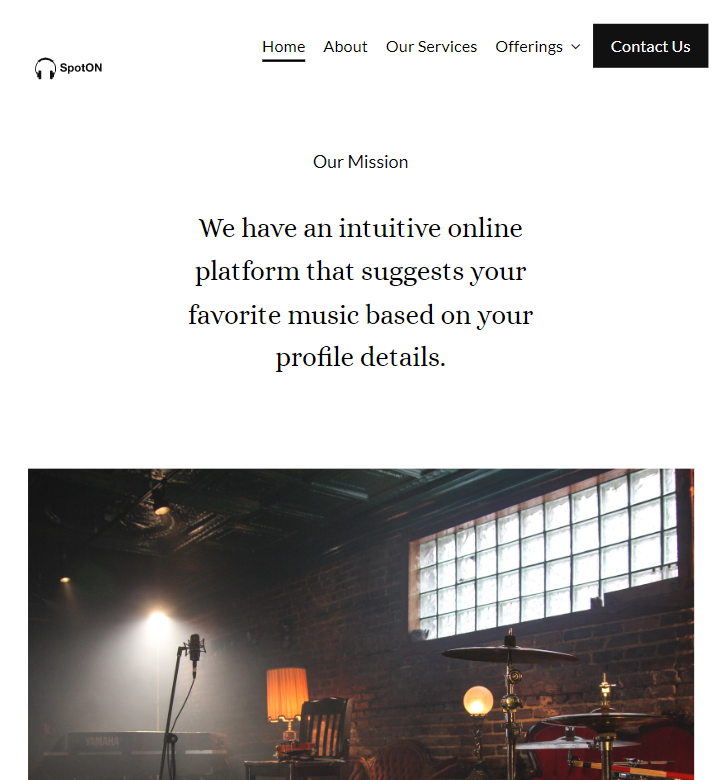 Home About Our Services Offerings Contact Us
SpotON
Our Mission
We have an intuitive online
platform that suggests your
favorite music based on your
profile details.
YAMAHA